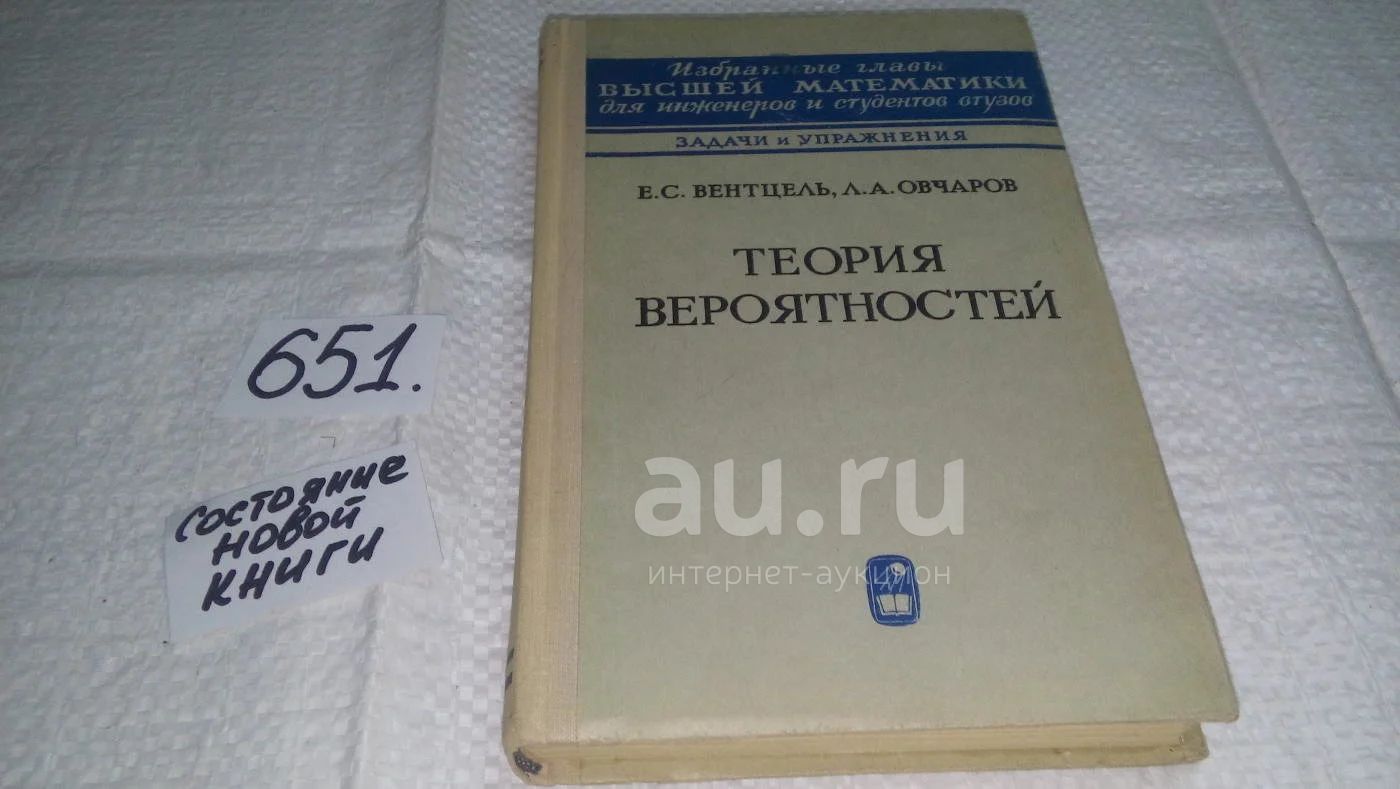 Избранные главы
ВЫСШЕЙ МАТЕМАТИКИ
для инженеров и студентов втузов
ЗАДАЧИ и УПРАЖНЕНИЯ
Е.С. ВЕНТЦЕЛЬ, Л.А. ОВЧАРОВ
ТЕОРИЯ
ВЕРОЯТНОСТЕЙ
651.
состояние
новой
книги
au.ru
интернет-аукцион